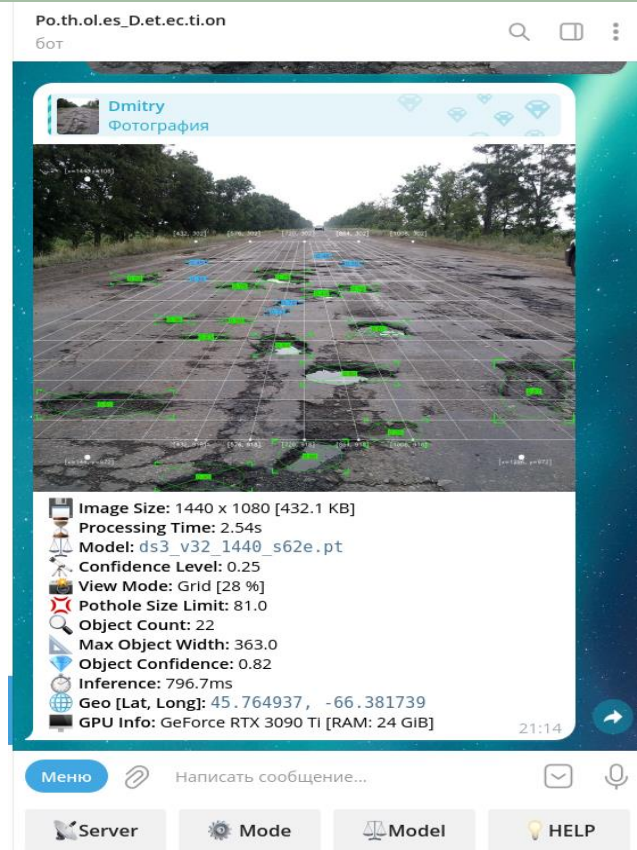 Po.th.ol.es_D.et.ec.ti.on
бот
Dmitry
Фотография
Image Size: 1440 x 1080 [432.1 KB]
Processing Time: 2.54s
Model: ds3_v32_1440_s62e.pt
Confidence Level: 0.25
View Mode: Grid [28 %]
Pothole Size Limit: 81.0
Object Count: 22
Max Object Width: 363.0
Object Confidence: 0.82
Inference: 796.7ms
Geo [Lat, Long]: 45.764937, -66.381739
GPU Info: GeForce RTX 3090 Ti [RAM: 24 GiB]
21:14
Меню
Написать сообщение...
Server
Mode
Model
HELP